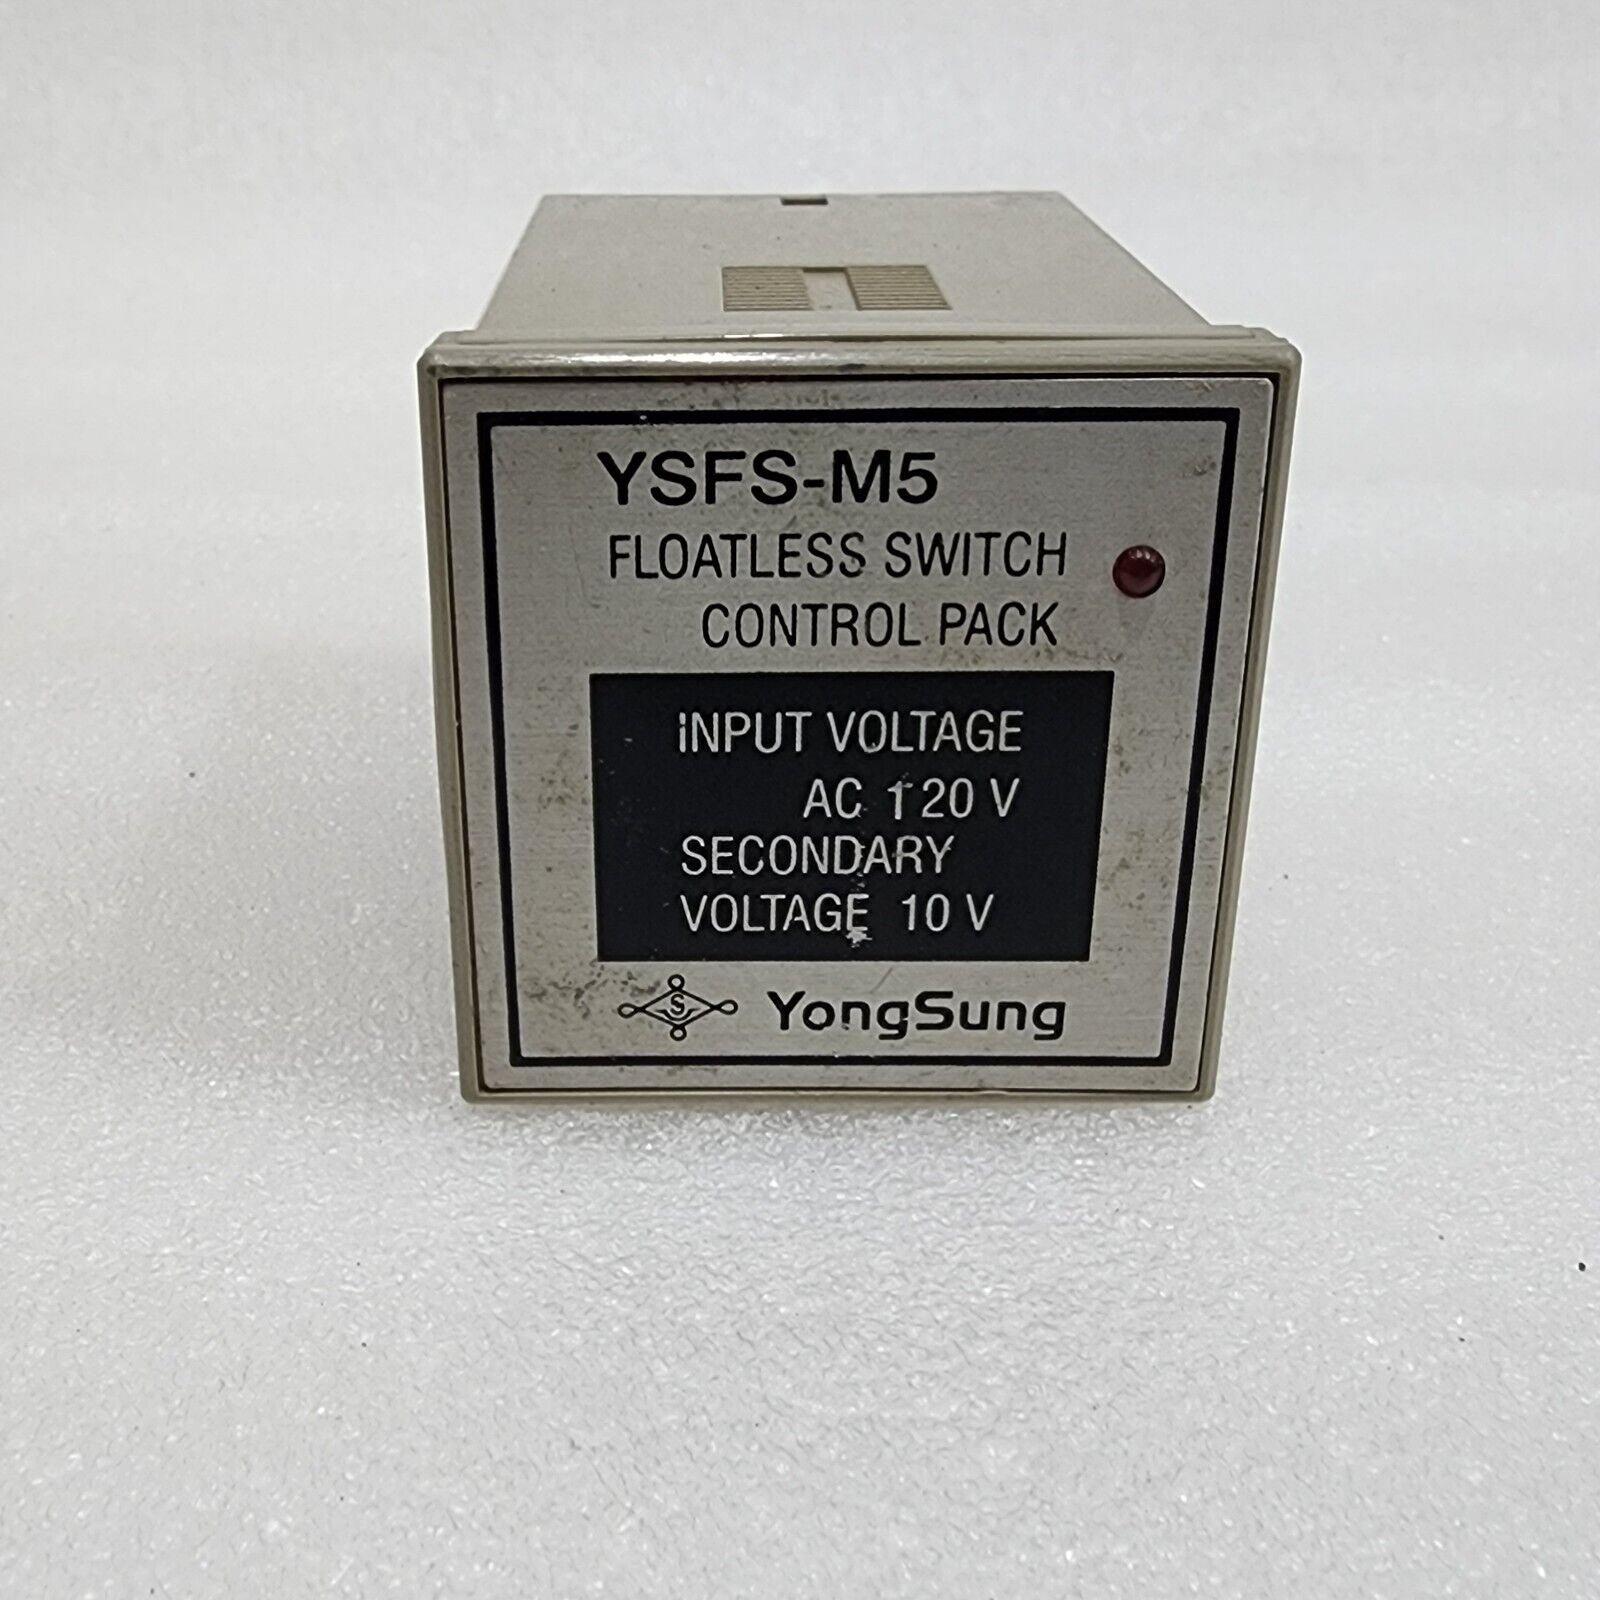 YSFS-M5
FLOATLESS SWITCH
CONTROL PACK
INPUT VOLTAGE
AC 120 V
SECONDARY
VOLTAGE 10 V
S YongSung